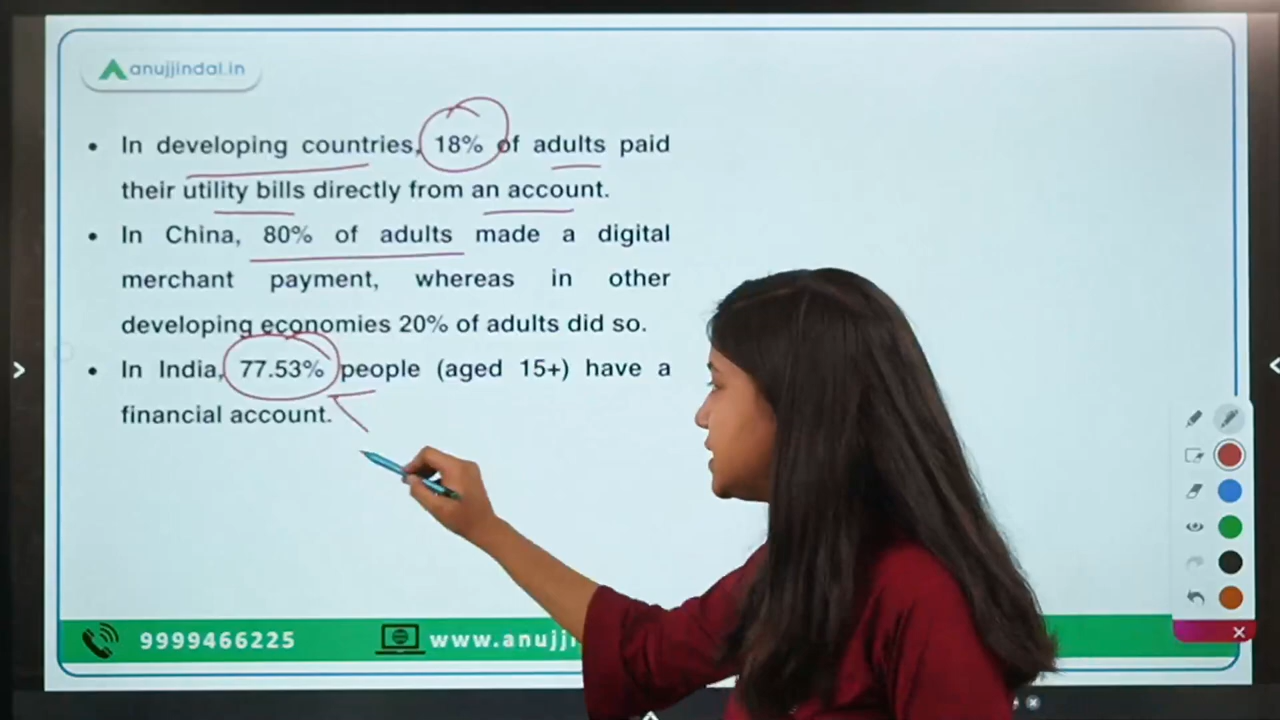 anujjindal.in
• In developing countries, 18% of adults paid
their utility bills directly from an account.
• In China, 80% of adults made a digital
merchant payment, whereas in other
developing economies 20% of adults did so.
• In India, 77.53% people (aged 15+) have a
financial account.
9999466225